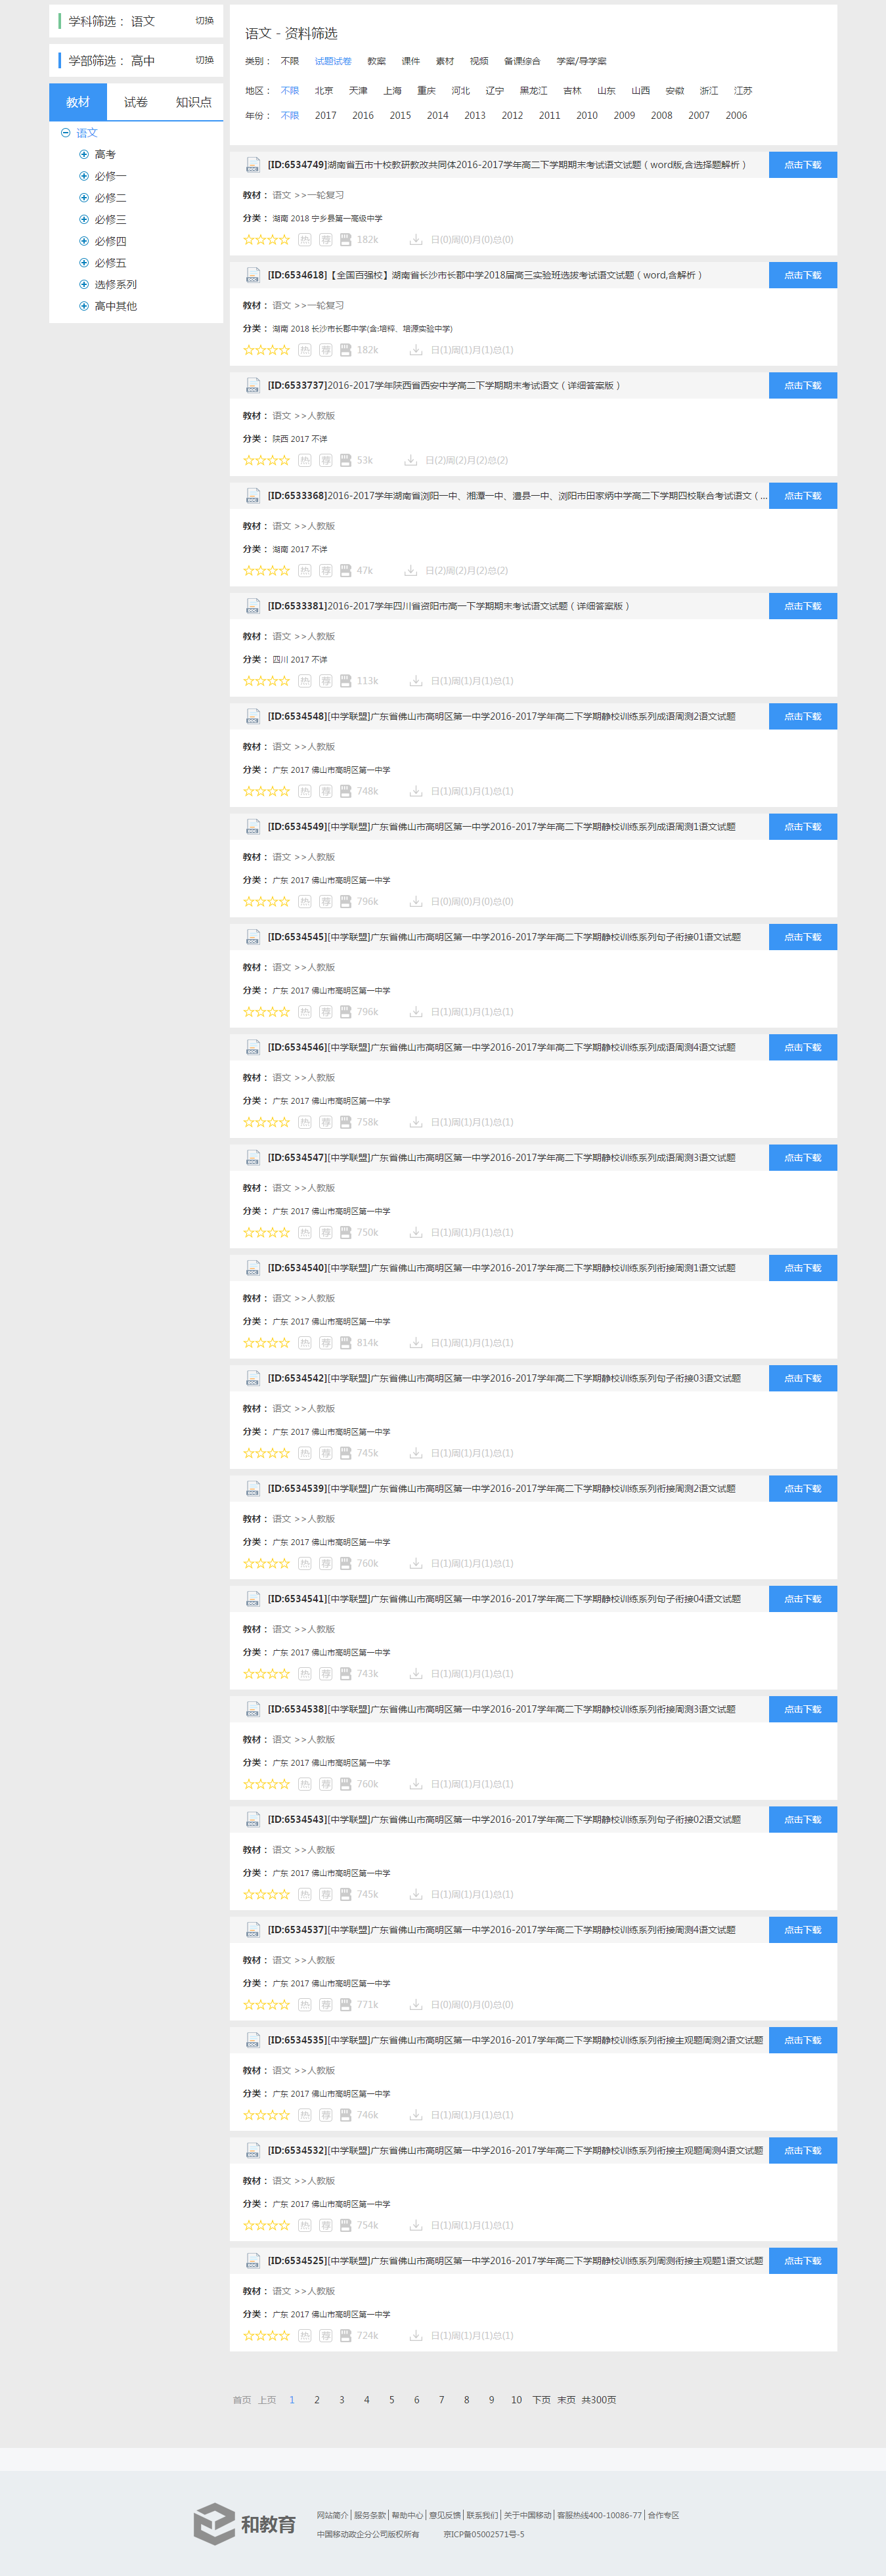 学科筛选： 语文 切换
学部筛选： 高中 切换
教材 试卷 知识点
语文
高考
必修一
必修二
必修三
必修四
必修五
选修系列
高中其他
语文 - 资料筛选
类别： 不限 试题试卷 教案 课件 素材 视频 备课综合 学案/导学案
地区： 不限 北京 天津 上海 重庆 河北 辽宁 黑龙江 吉林 山东 山西 安徽 浙江 江苏
年份： 不限 2017 2016 2015 2014 2013 2012 2011 2010 2009 2008 2007 2006
[ID:6534749]湖南省五市十校教研教改共同体2016-2017学年高二下学期期末考试语文试题（word版,含选择题解析） 点击下载
教材： 语文 >>一轮复习
分类： 湖南 2018 宁乡县第一高级中学
热 荐 182k 日(0)周(0)月(0)总(0)
[ID:6534618]【全国百强校】湖南省长沙市长郡中学2018届高三实验班选拔考试语文试题（word,含解析） 点击下载
教材： 语文 >>一轮复习
分类： 湖南 2018 长沙市长郡中学(含:培粹、培源实验中学)
热 荐 182k 日(1)周(1)月(1)总(1)
[ID:6533737]2016-2017学年陕西省西安中学高二下学期期末考试语文（详细答案版） 点击下载
教材： 语文 >>人教版
分类： 陕西 2017 不详
热 荐 53k 日(2)周(2)月(2)总(2)
[ID:6533368]2016-2017学年湖南省浏阳一中、湘潭一中、澧县一中、浏阳市田家炳中学高二下学期四校联合考试语文（... 点击下载
教材： 语文 >>人教版
分类： 湖南 2017 不详
热 荐 47k 日(2)周(2)月(2)总(2)
[ID:6533381]2016-2017学年四川省资阳市高一下学期期末考试语文试题（详细答案版） 点击下载
教材： 语文 >>人教版
分类： 四川 2017 不详
热 荐 113k 日(1)周(1)月(1)总(1)
[ID:6534548][中学联盟]广东省佛山市高明区第一中学2016-2017学年高二下学期静校训练系列成语周测2语文试题 点击下载
教材： 语文 >>人教版
分类： 广东 2017 佛山市高明区第一中学
热 荐 748k 日(1)周(1)月(1)总(1)
[ID:6534549][中学联盟]广东省佛山市高明区第一中学2016-2017学年高二下学期静校训练系列成语周测1语文试题 点击下载
教材： 语文 >>人教版
分类： 广东 2017 佛山市高明区第一中学
热 荐 796k 日(0)周(0)月(0)总(0)
[ID:6534545][中学联盟]广东省佛山市高明区第一中学2016-2017学年高二下学期静校训练系列句子衔接01语文试题 点击下载
教材： 语文 >>人教版
分类： 广东 2017 佛山市高明区第一中学
热 荐 796k 日(1)周(1)月(1)总(1)
[ID:6534546][中学联盟]广东省佛山市高明区第一中学2016-2017学年高二下学期静校训练系列成语周测4语文试题 点击下载
教材： 语文 >>人教版
分类： 广东 2017 佛山市高明区第一中学
热 荐 758k 日(1)周(1)月(1)总(1)
[ID:6534547][中学联盟]广东省佛山市高明区第一中学2016-2017学年高二下学期静校训练系列成语周测3语文试题 点击下载
教材： 语文 >>人教版
分类： 广东 2017 佛山市高明区第一中学
热 荐 750k 日(1)周(1)月(1)总(1)
[ID:6534540][中学联盟]广东省佛山市高明区第一中学2016-2017学年高二下学期静校训练系列衔接周测1语文试题 点击下载
教材： 语文 >>人教版
分类： 广东 2017 佛山市高明区第一中学
热 荐 814k 日(1)周(1)月(1)总(1)
[ID:6534542][中学联盟]广东省佛山市高明区第一中学2016-2017学年高二下学期静校训练系列句子衔接03语文试题 点击下载
教材： 语文 >>人教版
分类： 广东 2017 佛山市高明区第一中学
热 荐 745k 日(1)周(1)月(1)总(1)
[ID:6534539][中学联盟]广东省佛山市高明区第一中学2016-2017学年高二下学期静校训练系列衔接周测2语文试题 点击下载
教材： 语文 >>人教版
分类： 广东 2017 佛山市高明区第一中学
热 荐 760k 日(1)周(1)月(1)总(1)
[ID:6534541][中学联盟]广东省佛山市高明区第一中学2016-2017学年高二下学期静校训练系列句子衔接04语文试题 点击下载
教材： 语文 >>人教版
分类： 广东 2017 佛山市高明区第一中学
热 荐 743k 日(1)周(1)月(1)总(1)
[ID:6534538][中学联盟]广东省佛山市高明区第一中学2016-2017学年高二下学期静校训练系列衔接周测3语文试题 点击下载
教材： 语文 >>人教版
分类： 广东 2017 佛山市高明区第一中学
热 荐 760k 日(1)周(1)月(1)总(1)
[ID:6534543][中学联盟]广东省佛山市高明区第一中学2016-2017学年高二下学期静校训练系列句子衔接02语文试题 点击下载
教材： 语文 >>人教版
分类： 广东 2017 佛山市高明区第一中学
热 荐 745k 日(1)周(1)月(1)总(1)
[ID:6534537][中学联盟]广东省佛山市高明区第一中学2016-2017学年高二下学期静校训练系列衔接周测4语文试题 点击下载
教材： 语文 >>人教版
分类： 广东 2017 佛山市高明区第一中学
热 荐 771k 日(0)周(0)月(0)总(0)
[ID:6534535][中学联盟]广东省佛山市高明区第一中学2016-2017学年高二下学期静校训练系列衔接主观题周测2语文试题 点击下载
教材： 语文 >>人教版
分类： 广东 2017 佛山市高明区第一中学
热 荐 746k 日(1)周(1)月(1)总(1)
[ID:6534532][中学联盟]广东省佛山市高明区第一中学2016-2017学年高二下学期静校训练系列衔接主观题周测4语文试题 点击下载
教材： 语文 >>人教版
分类： 广东 2017 佛山市高明区第一中学
热 荐 754k 日(1)周(1)月(1)总(1)
[ID:6534525][中学联盟]广东省佛山市高明区第一中学2016-2017学年高二下学期静校训练系列周测衔接主观题1语文试题 点击下载
教材： 语文 >>人教版
分类： 广东 2017 佛山市高明区第一中学
热 荐 724k 日(1)周(1)月(1)总(1)
首页 上页 1 2 3 4 5 6 7 8 9 10 下页 末页 共300页
和教育
网站简介 | 服务条款 | 帮助中心 | 意见反馈 | 联系我们 | 关于中国移动 | 客服热线400-10086-77 | 合作专区
中国移动政企分公司版权所有 京ICP备05002571号-5